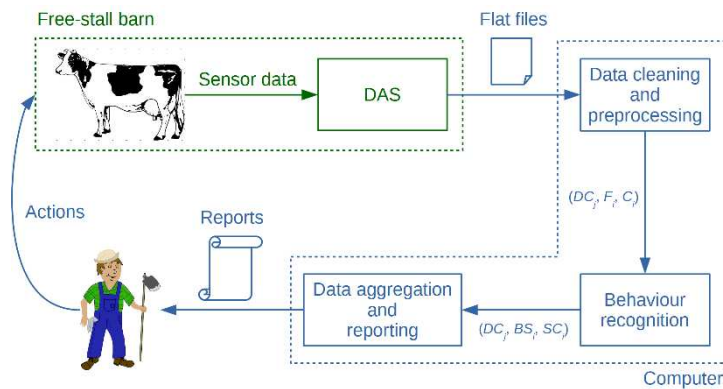 Free-stall barn
Flat files
Sensor data
DAS
Data cleaning
and
preprocessing
(DC_j, F_i, C_i)
Actions
Reports
Data aggregation
and
reporting
(DC_j, BS_i, SC_i)
Behaviour
recognition
Computer